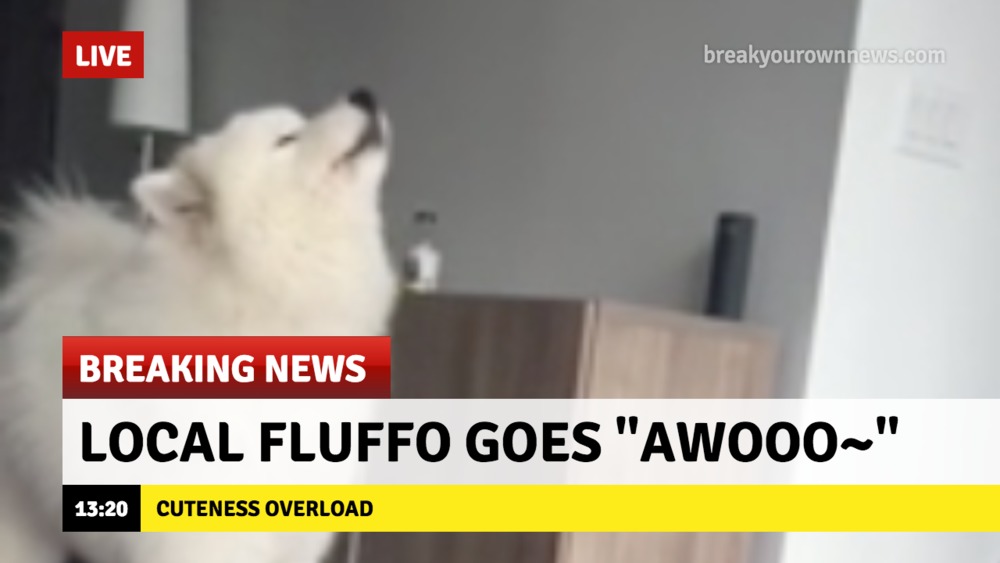 LIVE
breakyourownnews.com
BREAKING NEWS
LOCAL FLUFFO GOES "AWOOO~"
13:20
CUTENESS OVERLOAD